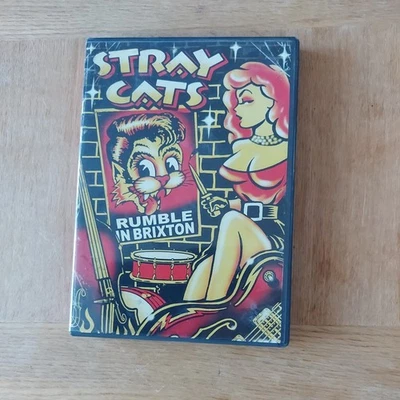 STRAY
CATS
RUMBLE
IN BRIXTON